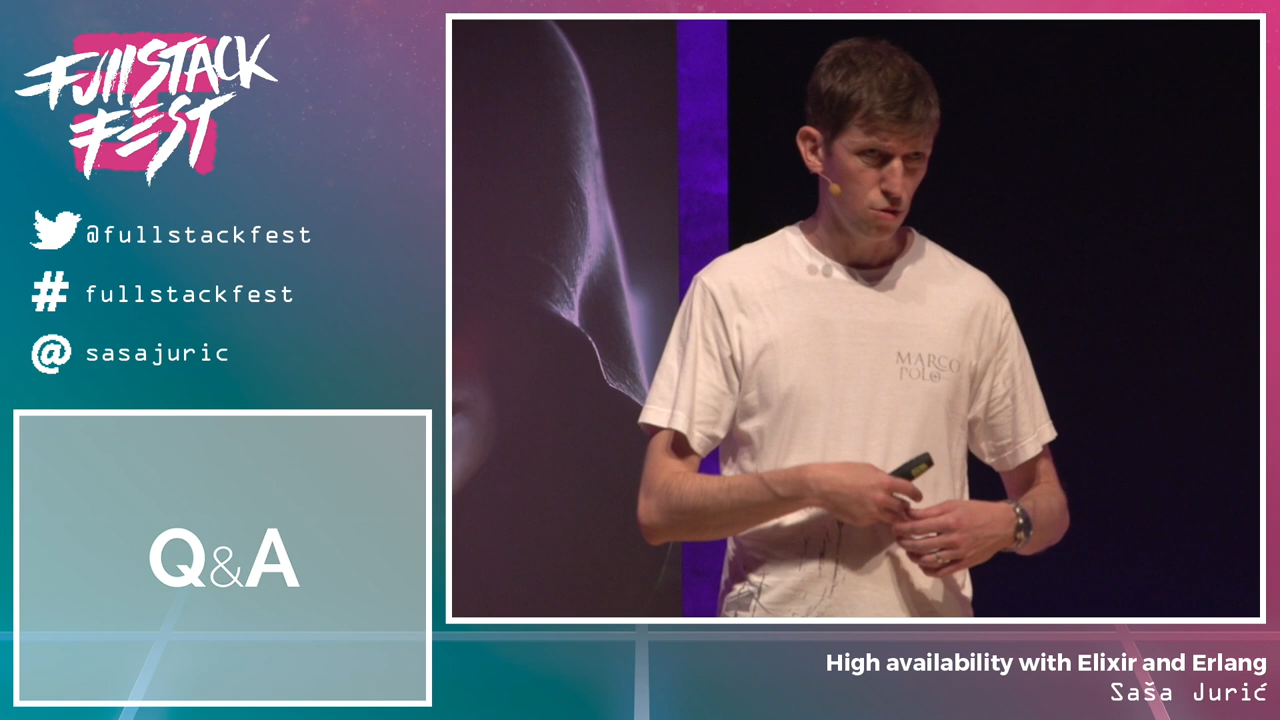 FullSTACK
FEST
@fullstackfest
# fullstackfest
@ sasajuric
Q&A
MARCO
POLO
High availability with Elixir and Erlang
Saša Jurić